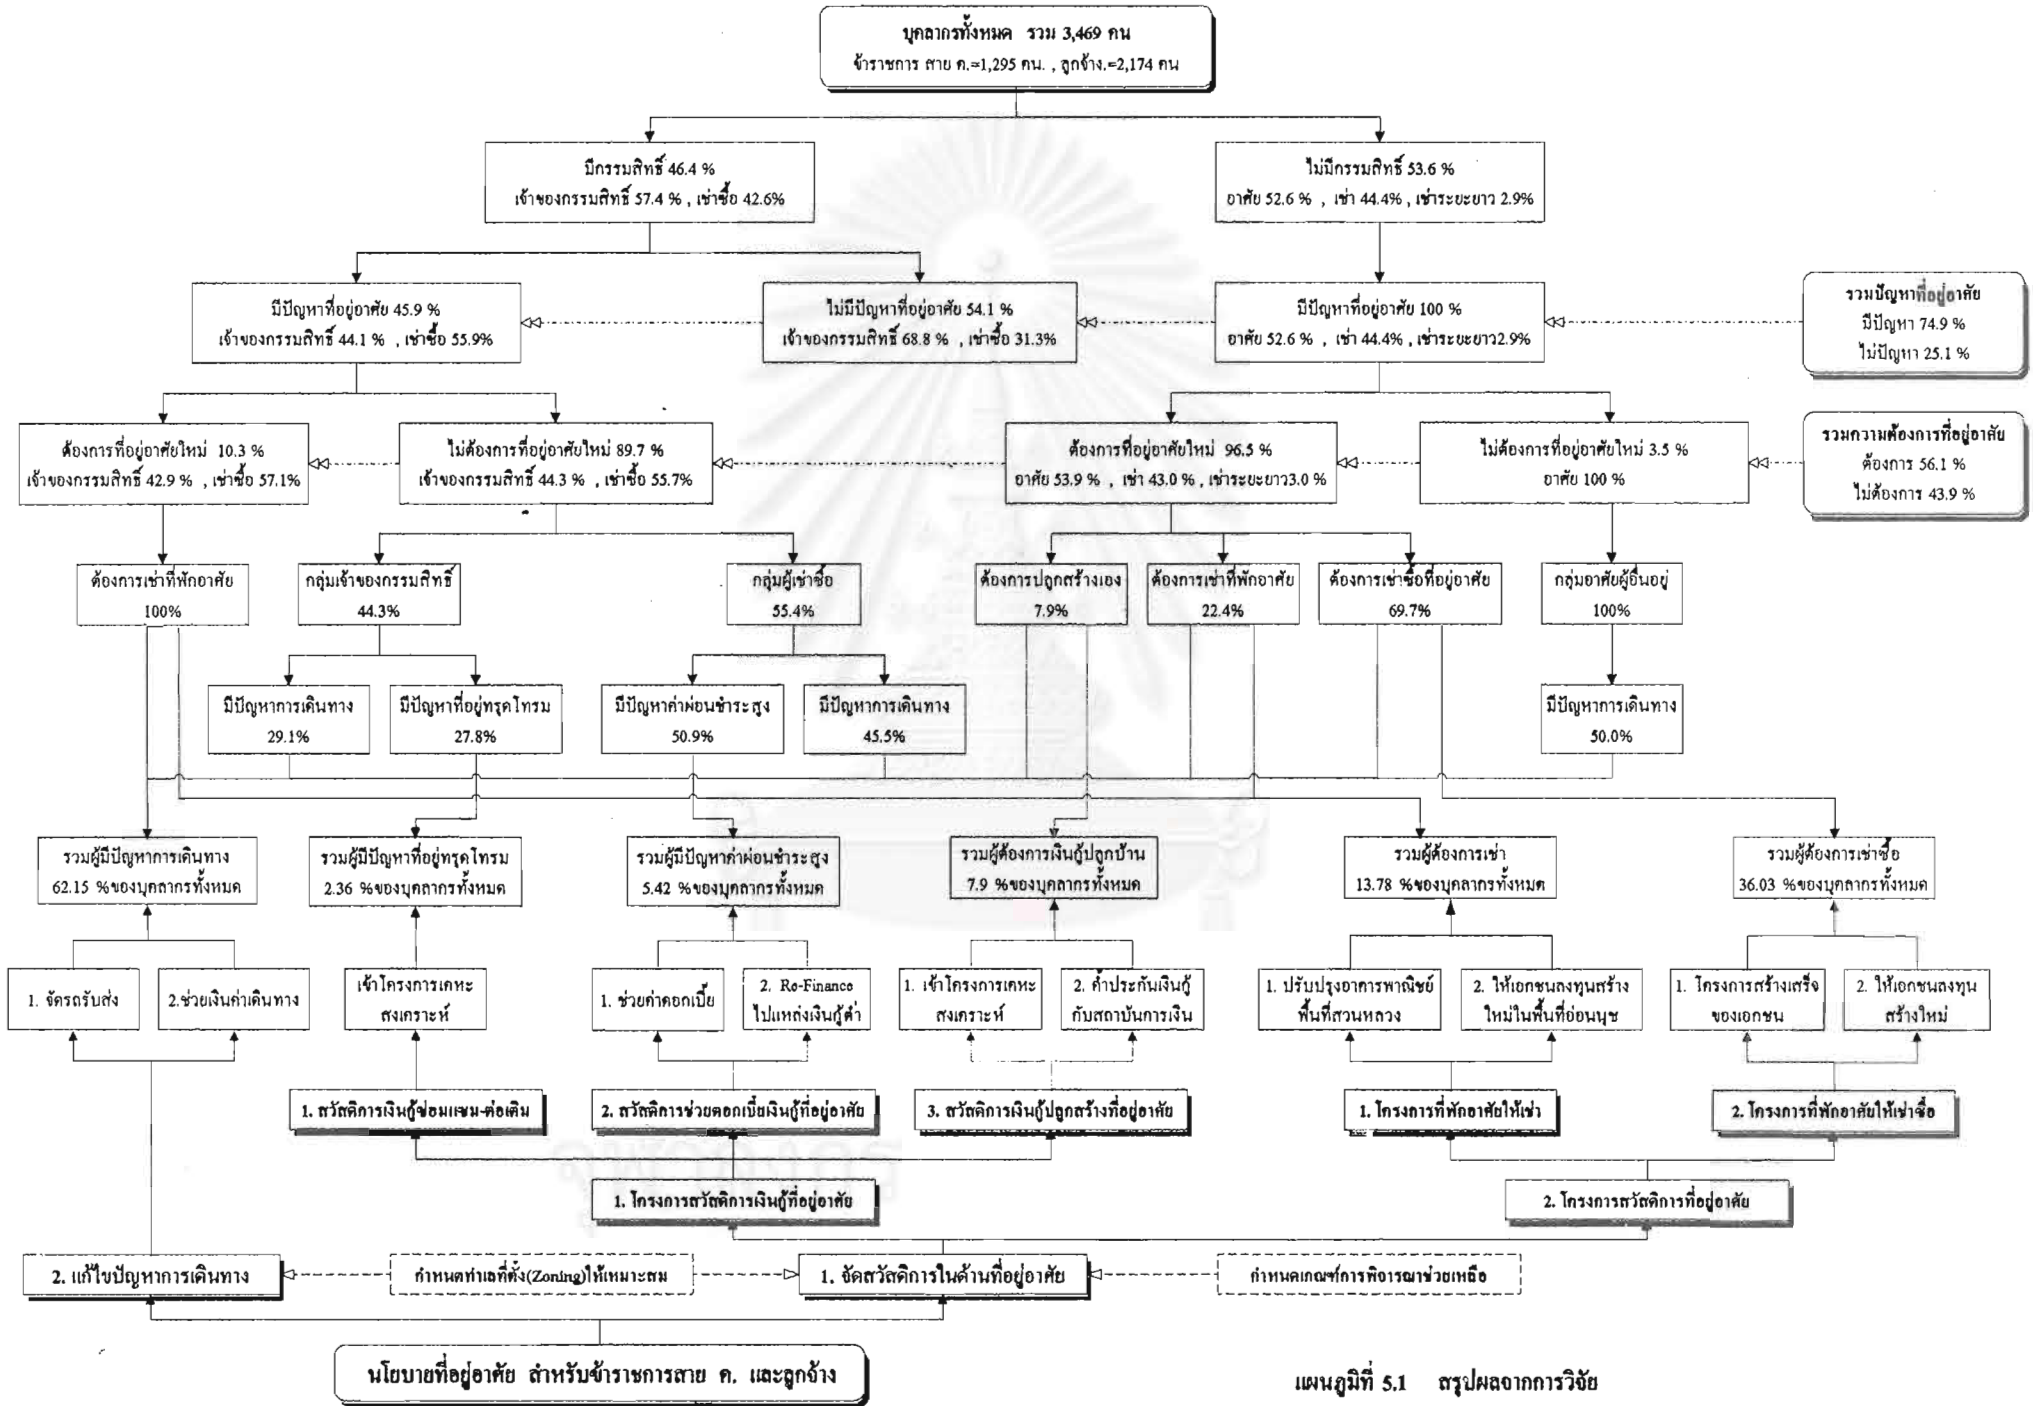 บุคลากรทั้งหมด รวม 3,469 คน
ข้าราชการ สาย ค.=1,295 คน. , ลูกจ้าง.=2,174 คน
มีกรรมสิทธิ์ 46.4 %
เจ้าของกรรมสิทธิ์ 57.4 % , เช่าซื้อ 42.6%
ไม่มีกรรมสิทธิ์ 53.6 %
อาศัย 52.6 % , เช่า 44.4% , เช่าระยะยาว 2.9%
มีปัญหาที่อยู่อาศัย 45.9 %
เจ้าของกรรมสิทธิ์ 44.1 % , เช่าซื้อ 55.9%
ไม่มีปัญหาที่อยู่อาศัย 54.1 %
เจ้าของกรรมสิทธิ์ 68.8 % , เช่าซื้อ 31.3%
มีปัญหาที่อยู่อาศัย 100 %
อาศัย 52.6 % , เช่า 44.4% , เช่าระยะยาว2.9%
รวมปัญหาที่อยู่อาศัย
มีปัญหา 74.9 %
ไม่ปัญหา 25.1 %
ต้องการที่อยู่อาศัยใหม่ 10.3 %
เจ้าของกรรมสิทธิ์ 42.9 % , เช่าซื้อ 57.1%
ไม่ต้องการที่อยู่อาศัยใหม่ 89.7 %
เจ้าของกรรมสิทธิ์ 44.3 % , เช่าซื้อ 55.7%
ต้องการที่อยู่อาศัยใหม่ 96.5 %
อาศัย 53.9 % , เช่า 43.0 % , เช่าระยะยาว3.0 %
ไม่ต้องการที่อยู่อาศัยใหม่ 3.5 %
อาศัย 100 %
รวมความต้องการที่อยู่อาศัย
ต้องการ 56.1 %
ไม่ต้องการ 43.9 %
ต้องการเช่าที่พักอาศัย
100%
กลุ่มเจ้าของกรรมสิทธิ์
44.3%
กลุ่มผู้เช่าซื้อ
55.4%
ต้องการปลูกสร้างเอง
7.9%
ต้องการเช่าที่พักอาศัย
22.4%
ต้องการเช่าซื้อที่อยู่อาศัย
69.7%
กลุ่มอาศัยผู้อื่นอยู่
100%
มีปัญหาการเดินทาง
29.1%
มีปัญหาที่อยู่ทรุดโทรม
27.8%
มีปัญหาค่าผ่อนชำระสูง
50.9%
มีปัญหาการเดินทาง
45.5%
มีปัญหาการเดินทาง
50.0%
รวมผู้มีปัญหาการเดินทาง
62.15 %ของบุคลากรทั้งหมด
รวมผู้มีปัญหาที่อยู่ทรุดโทรม
2.36 %ของบุคลากรทั้งหมด
รวมผู้มีปัญหาค่าผ่อนชำระสูง
5.42 %ของบุคลากรทั้งหมด
รวมผู้ต้องการเงินกู้ปลูกบ้าน
7.9 %ของบุคลากรทั้งหมด
รวมผู้ต้องการเช่า
13.78 %ของบุคลากรทั้งหมด
รวมผู้ต้องการเช่าซื้อ
36.03 %ของบุคลากรทั้งหมด
1. จัดรถรับส่ง
2.ช่วยเงินค่าเดินทาง
เข้าโครงการเคหะ
สงเคราะห์
1. ช่วยค่าดอกเบี้ย
2. Re-Finance
ไปแหล่งเงินกู้ต่ำ
1. เข้าโครงการเคหะ
สงเคราะห์
2. ค้ำประกันเงินกู้
กับสถาบันการเงิน
1. ปรับปรุงอาคารพาณิชย์
พื้นที่สวนหลวง
2. ให้เอกชนลงทุนสร้าง
ใหม่ในพื้นที่อ่อนนุช
1. โครงการสร้างเสร็จ
ของเอกชน
2. ให้เอกชนลงทุน
สร้างใหม่
1. สวัสดิการเงินกู้ซ่อมแซม-ต่อเติม
2. สวัสดิการช่วยดอกเบี้ยเงินกู้ที่อยู่อาศัย
3. สวัสดิการเงินกู้ปลูกสร้างที่อยู่อาศัย
1. โครงการที่พักอาศัยให้เช่า
2. โครงการที่พักอาศัยให้เช่าซื้อ
1. โครงการสวัสดิการเงินกู้ที่อยู่อาศัย
2. โครงการสวัสดิการที่อยู่อาศัย
2. แก้ไขปัญหาการเดินทาง
กำหนดทำเลที่ตั้ง(Zoning)ให้เหมาะสม
1. จัดสวัสดิการในด้านที่อยู่อาศัย
กำหนดเกณฑ์การพิจารณาช่วยเหลือ
นโยบายที่อยู่อาศัย สำหรับข้าราชการสาย ค. และลูกจ้าง
แผนภูมิที่ 5.1 สรุปผลจากการวิจัย